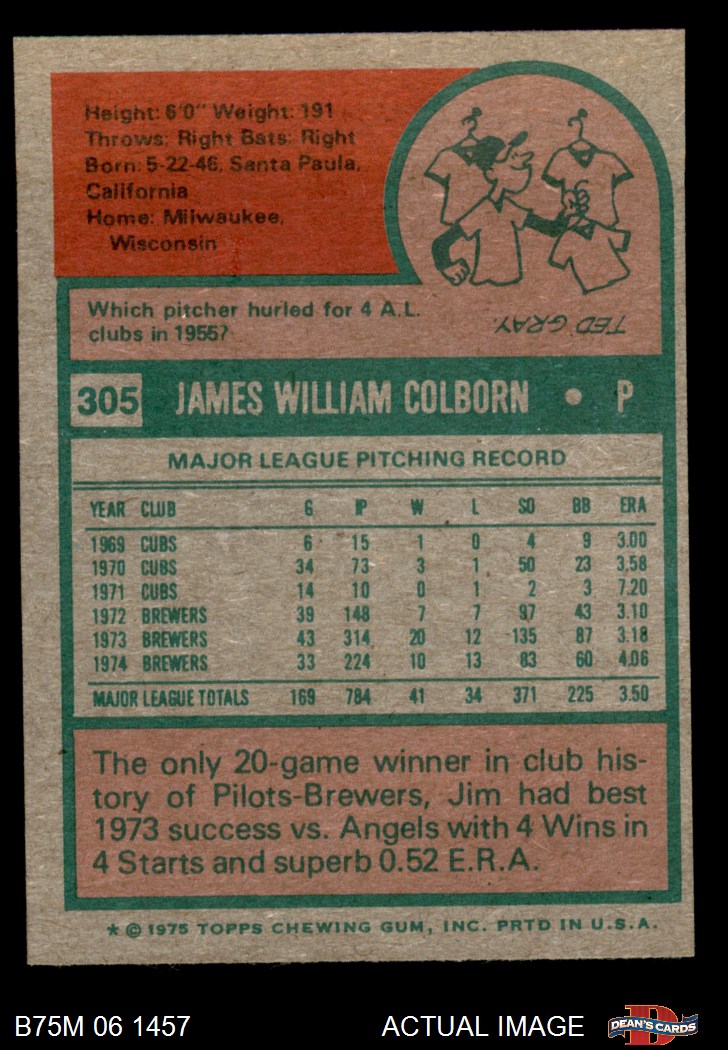 Height: 6'0" Weight: 191
Throws: Right Bats: Right
Born: 5-22-46, Santa Paula,
California
Home: Milwaukee,
Wisconsin
Which pitcher hurled for 4 A.L.
clubs in 1955?
TED GRAY.
305 JAMES WILLIAM COLBORN • P
MAJOR LEAGUE PITCHING RECORD
YEAR CLUB G IP W L SO BB ERA
1969 CUBS 6 15 1 0 4 9 3.00
1970 CUBS 34 73 3 1 50 23 3.58
1971 CUBS 14 10 0 1 2 3 7.20
1972 BREWERS 39 148 7 7 97 43 3.10
1973 BREWERS 43 314 20 12 135 87 3.18
1974 BREWERS 33 224 10 13 83 60 4.06
MAJOR LEAGUE TOTALS 169 784 41 34 371 225 3.50
The only 20-game winner in club his-
tory of Pilots-Brewers, Jim had best
1973 success vs. Angels with 4 Wins in
4 Starts and superb 0.52 E.R.A.
* © 1975 TOPPS CHEWING GUM, INC. PRTD IN U.S.A.
B75M 06 1457 ACTUAL IMAGE DEAN'S CARDS